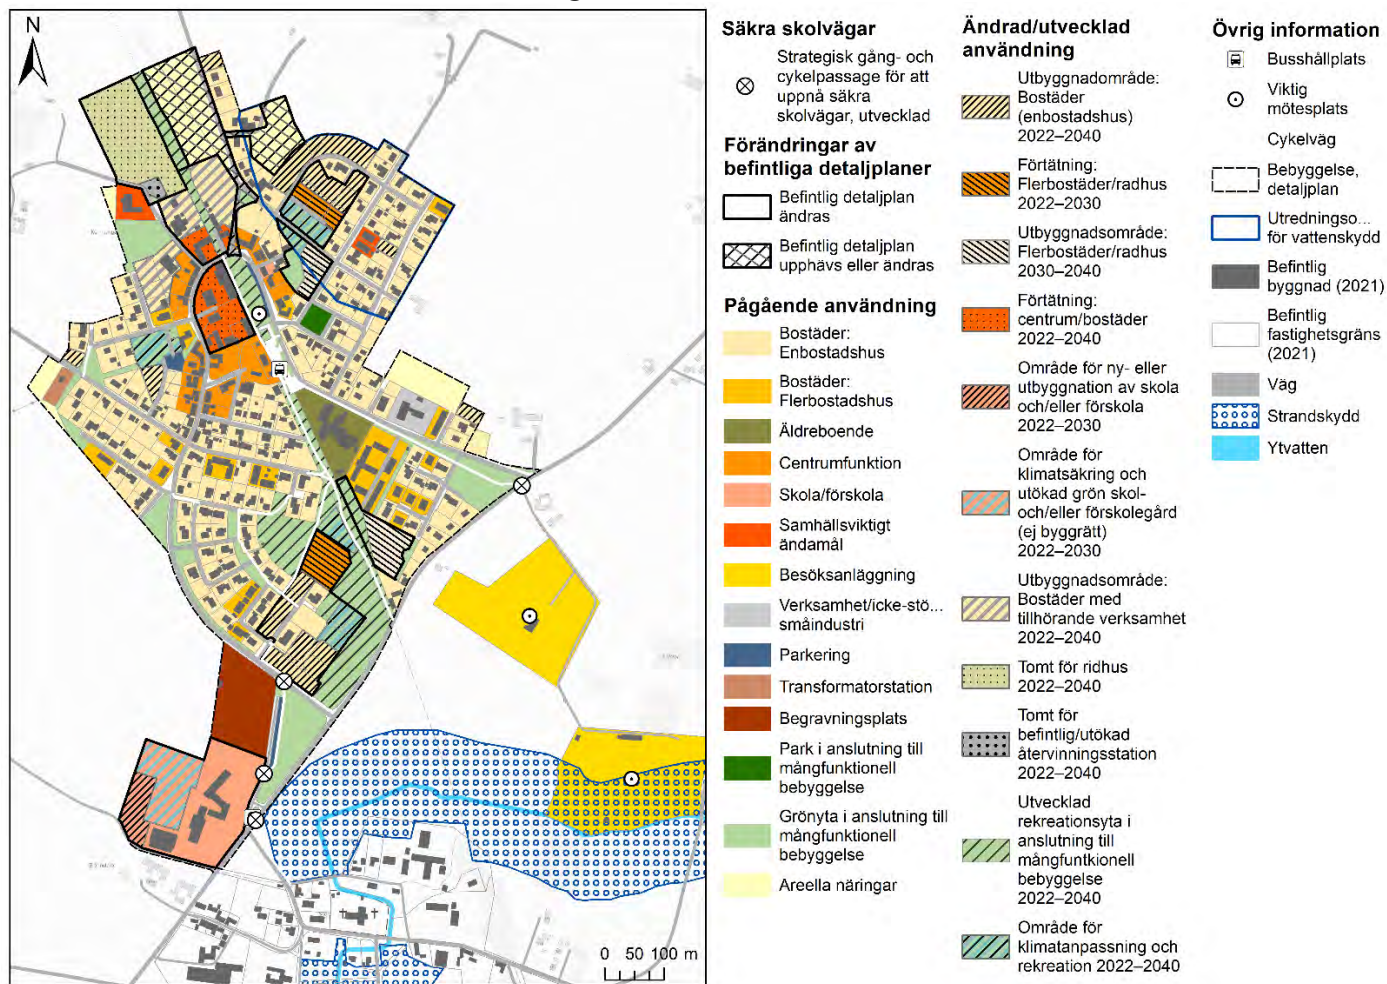 N
0 50 100 m
Säkra skolvägar
Strategisk gång- och
cykelpassage för att
uppnå säkra
skolvägar, utvecklad
Förändringar av
befintliga detaljplaner
Befintlig detaljplan
ändras
Befintlig detaljplan
upphävs eller ändras
Pågående användning
Bostäder:
Enbostadshus
Bostäder:
Flerbostadshus
Äldreboende
Centrumfunktion
Skola/förskola
Samhällsviktigt
ändamål
Besöksanläggning
Verksamhet/icke-stö...
småindustri
Parkering
Transformatorstation
Begravningsplats
Park i anslutning till
mångfunktionell
bebyggelse
Grönyta i anslutning till
mångfunktionell
bebyggelse
Areella näringar
Ändrad/utvecklad
användning
Utbyggnadområde:
Bostäder
(enbostadshus)
2022–2040
Förtätning:
Flerbostäder/radhus
2022–2030
Utbyggnadsområde:
Flerbostäder/radhus
2030–2040
Förtätning:
centrum/bostäder
2022–2040
Område för ny- eller
utbyggnation av skola
och/eller förskola
2022–2030
Område för
klimatsäkring och
utökad grön skol-
och/eller förskolegård
(ej byggrätt)
2022–2030
Utbyggnadsområde:
Bostäder med
tillhörande verksamhet
2022–2040
Tomt för ridhus
2022–2040
Tomt för
befintlig/utökad
återvinningsstation
2022–2040
Utvecklad
rekreationsyta i
anslutning till
mångfuntkionell
bebyggelse
2022–2040
Område för
klimatanpassning och
rekreation 2022–2040
Övrig information
Busshållplats
Viktig
mötesplats
Cykelväg
Bebyggelse,
detaljplan
Utredningso...
för vattenskydd
Befintlig
byggnad (2021)
Befintlig
fastighetsgräns
(2021)
Väg
Strandskydd
Ytvatten